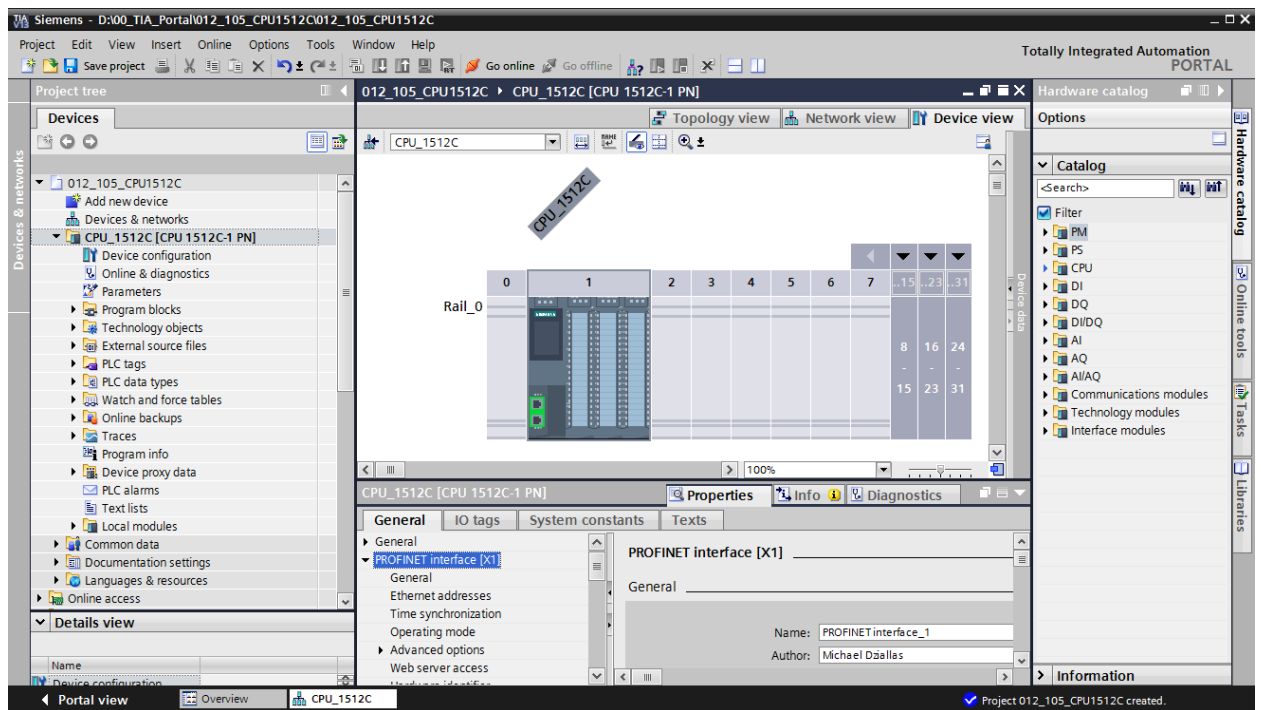 Siemens - D:\00_TIA_Portal\012_105_CPU1512C\012_105_CPU1512C
Project Edit View Insert Online Options Tools Window Help
Totally Integrated Automation
PORTAL
Save project Go online Go offline
Project tree
Devices
Devices & networks
012_105_CPU1512C
Add new device
Devices & networks
CPU_1512C [CPU 1512C-1 PN]
Device configuration
Online & diagnostics
Parameters
Program blocks
Technology objects
External source files
PLC tags
PLC data types
Watch and force tables
Online backups
Traces
Program info
Device proxy data
PLC alarms
Text lists
Local modules
Common data
Documentation settings
Languages & resources
Online access
Details view
Name
Device configuration
012_105_CPU1512C CPU_1512C [CPU 1512C-1 PN]
Topology view Network view Device view
CPU_1512C
CPU_1512C
0 1 2 3 4 5 6 7 ..15 ..23 ..31
Rail_0
8 16 24
- - -
15 23 31
Device data
100%
CPU_1512C [CPU 1512C-1 PN]
Properties Info Diagnostics
General IO tags System constants Texts
General
PROFINET interface [X1]
General
Ethernet addresses
Time synchronization
Operating mode
Advanced options
Web server access
Hardware identifier
PROFINET interface [X1]
General
Name: PROFINET interface_1
Author: Michael Dziallas
Hardware catalog
Options
Catalog
<Search>
Filter
PM
PS
CPU
DI
DQ
DI/DQ
AI
AQ
AI/AQ
Communications modules
Technology modules
Interface modules
Information
Hardware catalog
Online tools
Tasks
Libraries
Portal view Overview CPU_1512C
Project 012_105_CPU1512C created.